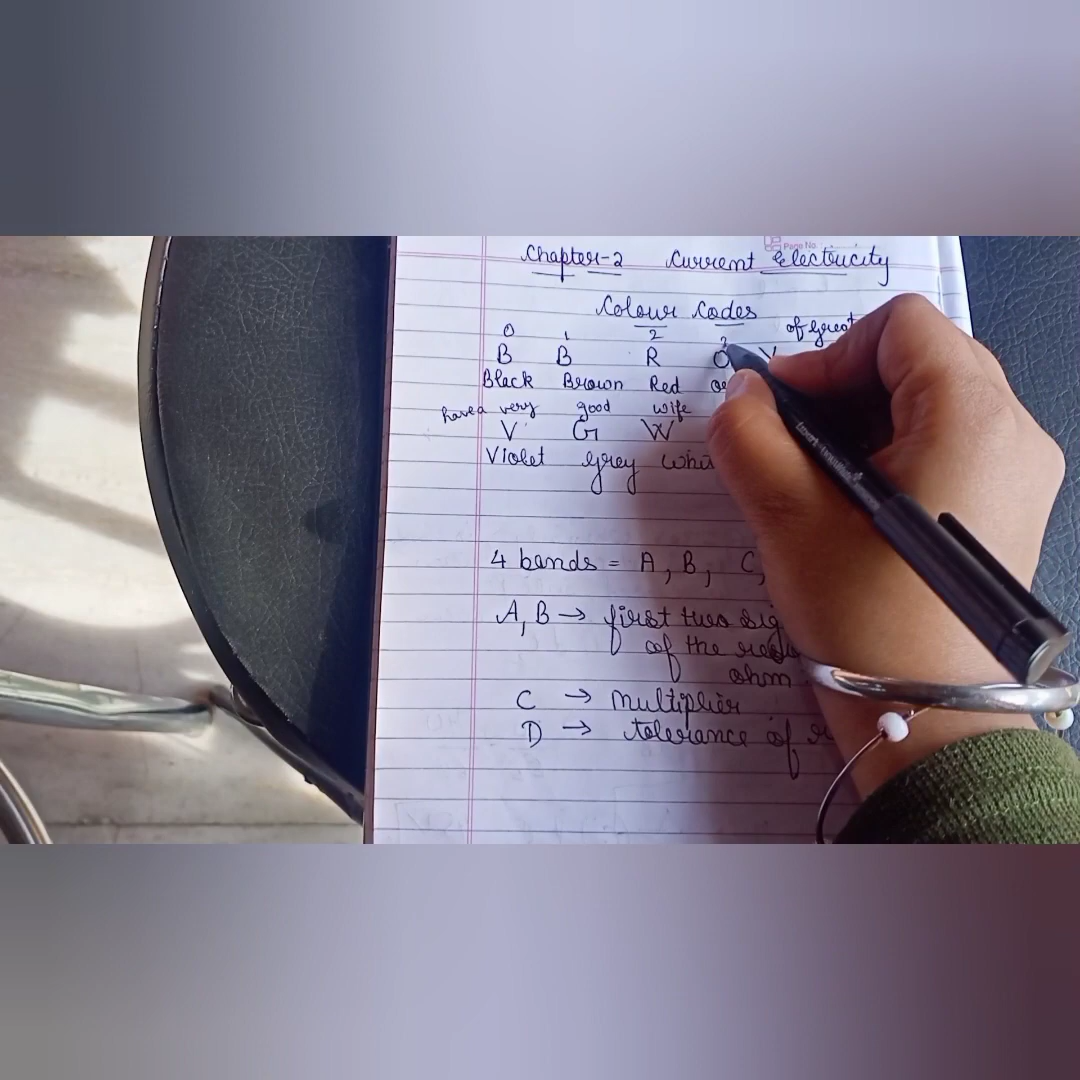 Page No.
Chapter-2 Current Electricity
Colour Codes
of Great
0 1 2 3
B B R O Y
Black Brown Red
have a very good wife
V G W
Violet Grey
4 bands = A, B, C,
A, B → first two
of the
ohm
C → Multiplier
D → tolerance of